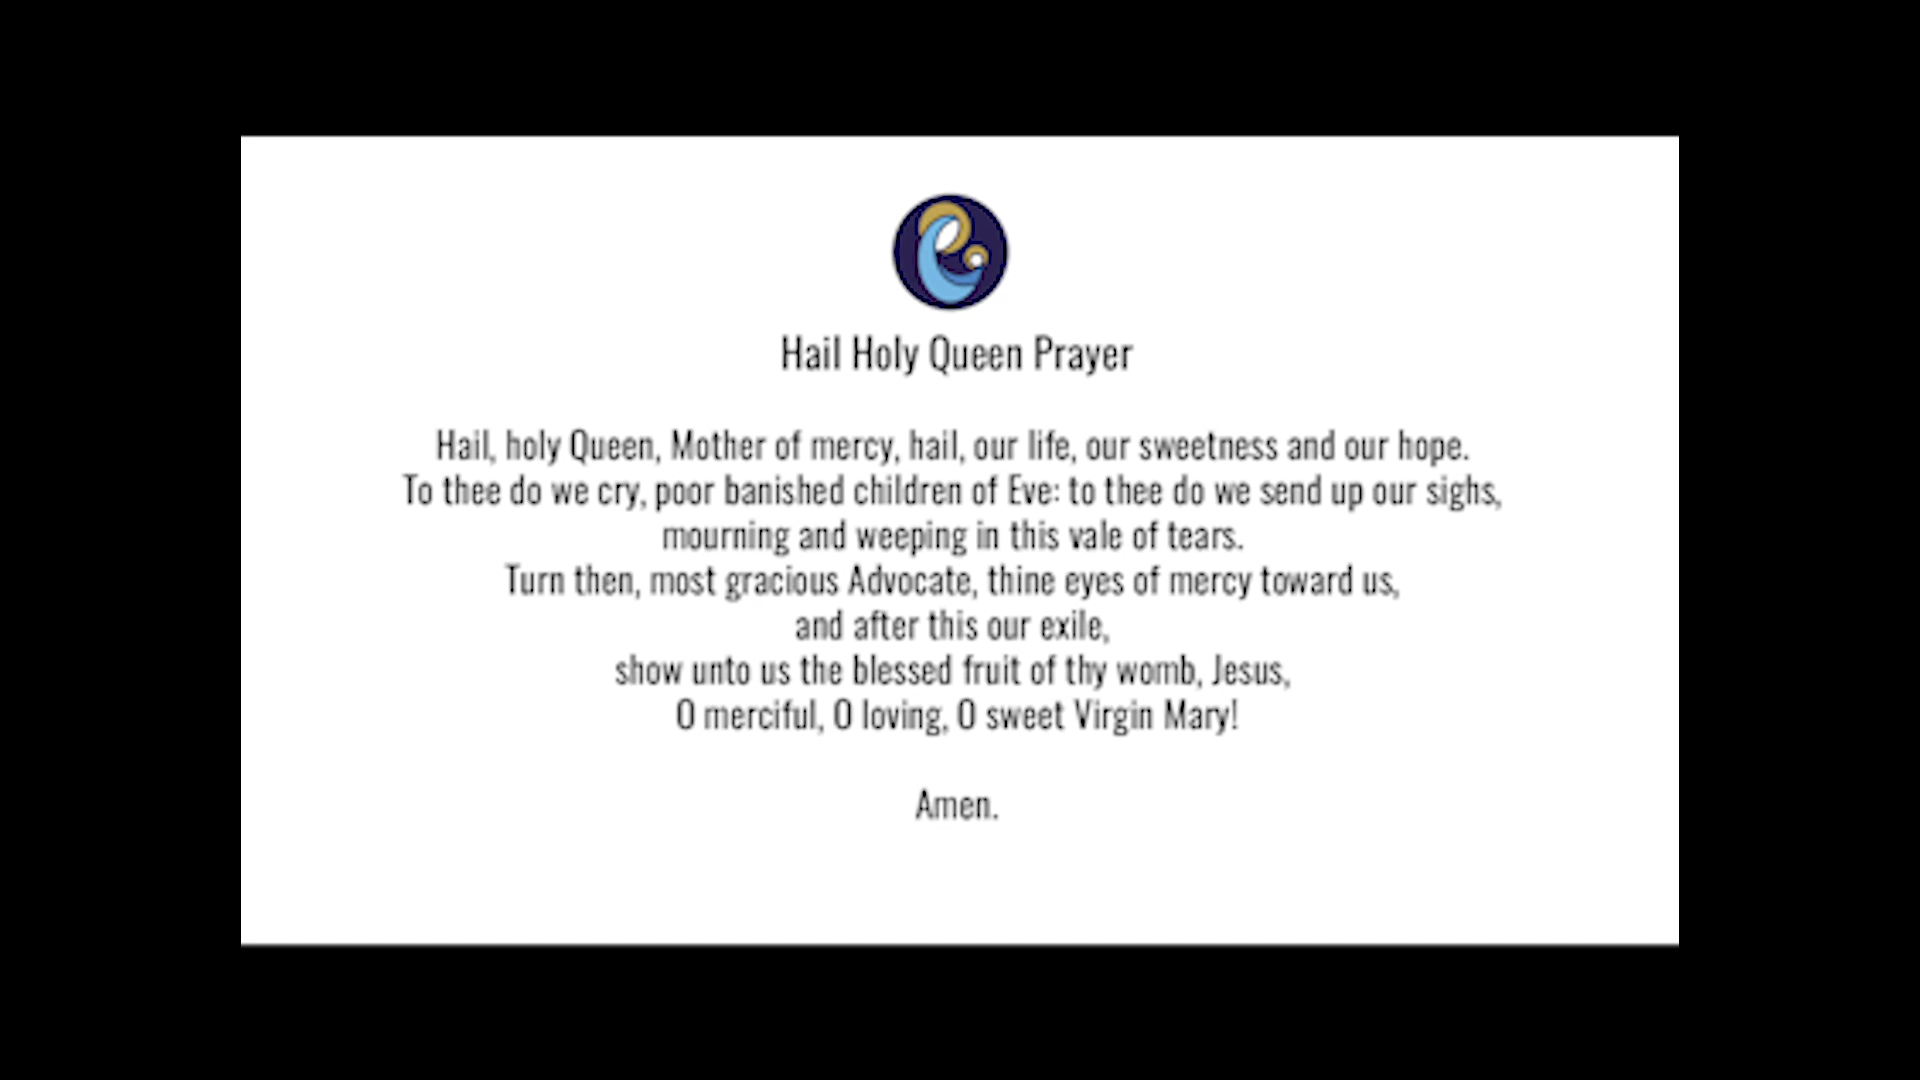 Hail Holy Queen Prayer
Hail, holy Queen, Mother of mercy, hail, our life, our sweetness and our hope.
To thee do we cry, poor banished children of Eve: to thee do we send up our sighs,
mourning and weeping in this vale of tears.
Turn then, most gracious Advocate, thine eyes of mercy toward us,
and after this our exile,
show unto us the blessed fruit of thy womb, Jesus,
O merciful, O loving, O sweet Virgin Mary!
Amen.